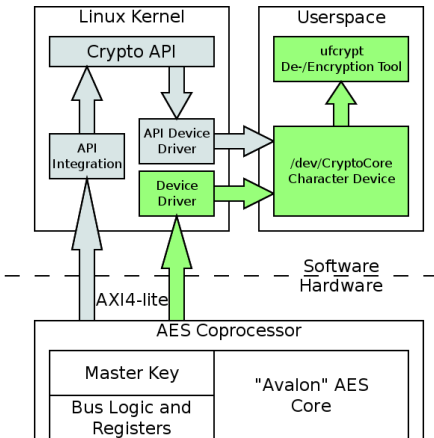 Linux Kernel
Crypto API
API
Integration
API Device
Driver
Device
Driver
Userspace
ufcrypt
De-/Encryption Tool
/dev/CryptoCore
Character Device
Software
Hardware
AXI4-lite
AES Coprocessor
Master Key
Bus Logic and
Registers
"Avalon" AES
Core